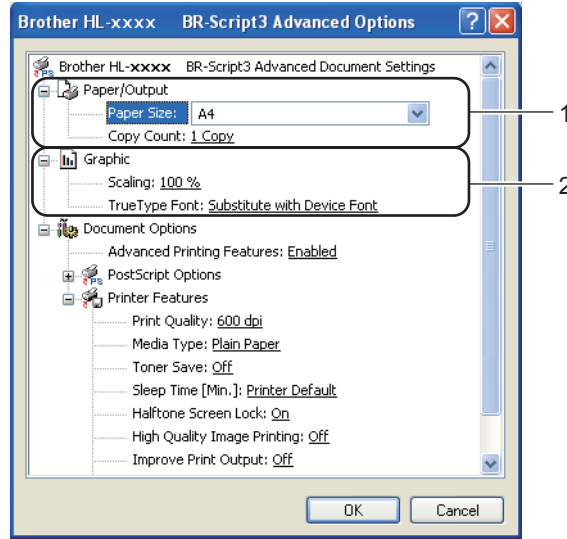 Brother HL-xxxx BR-Script3 Advanced Options
Brother HL-xxxx BR-Script3 Advanced Document Settings
Paper/Output
Paper Size: A4
1
Copy Count: 1 Copy
Graphic
2
Scaling: 100 %
TrueType Font: Substitute with Device Font
Document Options
Advanced Printing Features: Enabled
PostScript Options
Printer Features
Print Quality: 600 dpi
Media Type: Plain Paper
Toner Save: Off
Sleep Time [Min.]: Printer Default
Halftone Screen Lock: On
High Quality Image Printing: Off
Improve Print Output: Off
OK Cancel